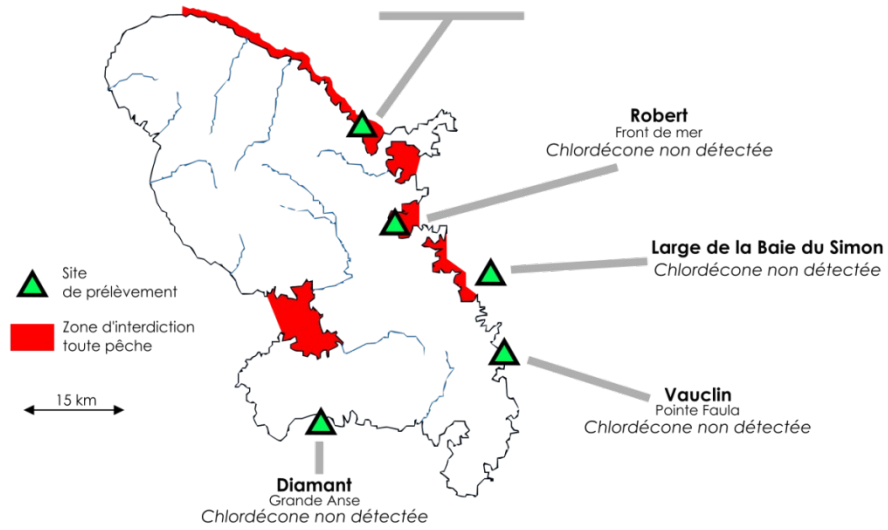 Robert
Front de mer
Chlordécone non détectée
Large de la Baie du Simon
Chlordécone non détectée
Site
de prélèvement
Zone d'interdiction
toute pêche
15 km
Vauclin
Pointe Faula
Chlordécone non détectée
Diamant
Grande Anse
Chlordécone non détectée